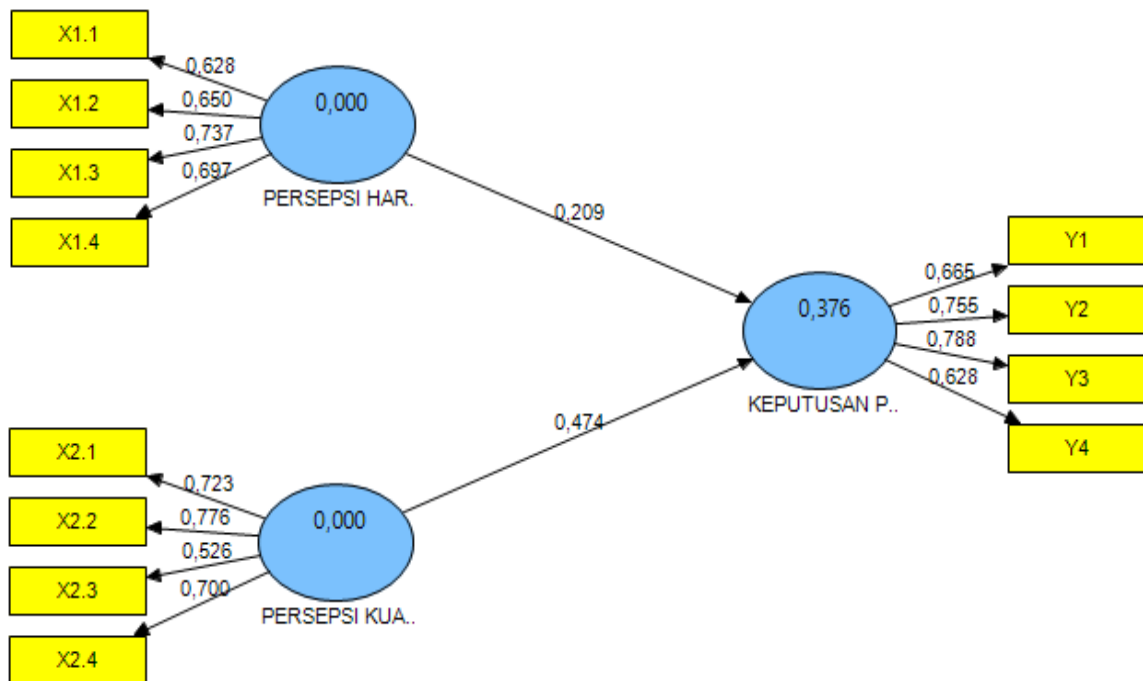 X1.1
0,628
X1.2
0,650
X1.3
0,737
X1.4
0,697
0,000
PERSEPSI HAR.
0,209
X2.1
0,723
X2.2
0,776
X2.3
0,526
X2.4
0,700
0,000
PERSEPSI KUA..
0,474
0,376
KEPUTUSAN P..
Y1
0,665
Y2
0,755
Y3
0,788
Y4
0,628